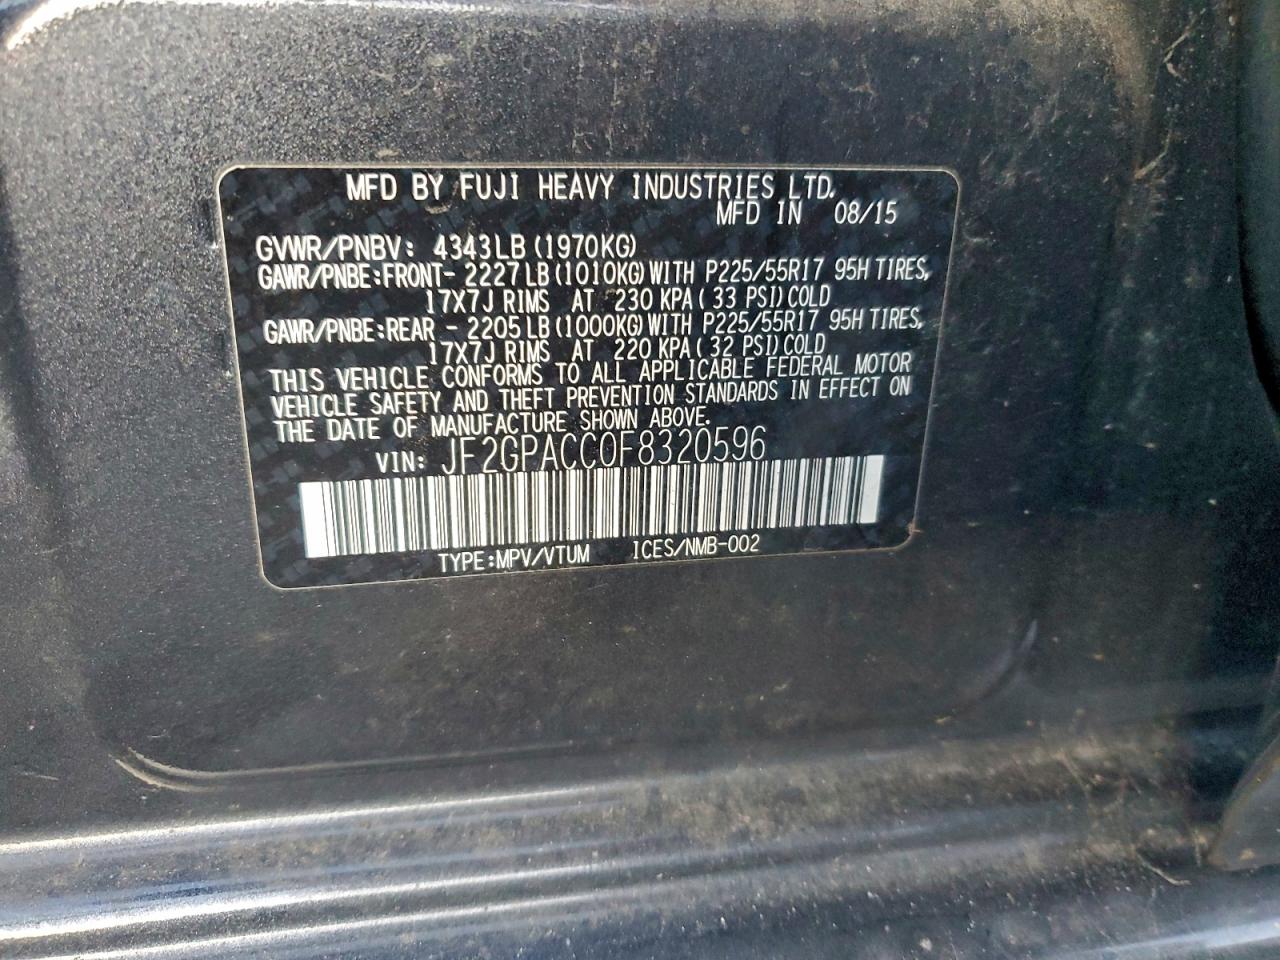 MFD BY FUJI HEAVY INDUSTRIES LTD.
MFD IN 08/15
GVWR/PNBV: 4343LB (1970KG)
GAWR/PNBE:FRONT- 2227LB (1010KG) WITH P225/55R17 95H TIRES,
17X7J RIMS AT 230 KPA ( 33 PSI) COLD
GAWR/PNBE:REAR - 2205LB (1000KG) WITH P225/55R17 95H TIRES,
17X7J RIMS AT 220 KPA ( 32 PSI) COLD
THIS VEHICLE CONFORMS TO ALL APPLICABLE FEDERAL MOTOR
VEHICLE SAFETY AND THEFT PREVENTION STANDARDS IN EFFECT ON
THE DATE OF MANUFACTURE SHOWN ABOVE.
VIN: JF2GPACC0F8320596
TYPE:MPV/VTUM ICES/NMB-002